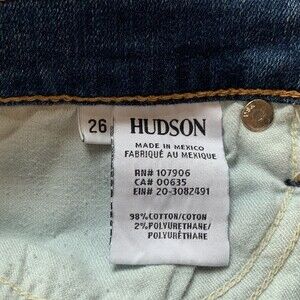 26
HUDSON
MADE IN MEXICO
FABRIQUÉ AU MEXIQUE
RN# 107906
CA# 00635
EIN# 20-3082491
98% COTTON/COTON
2% POLYURETHANE/
POLYURÉTHANE